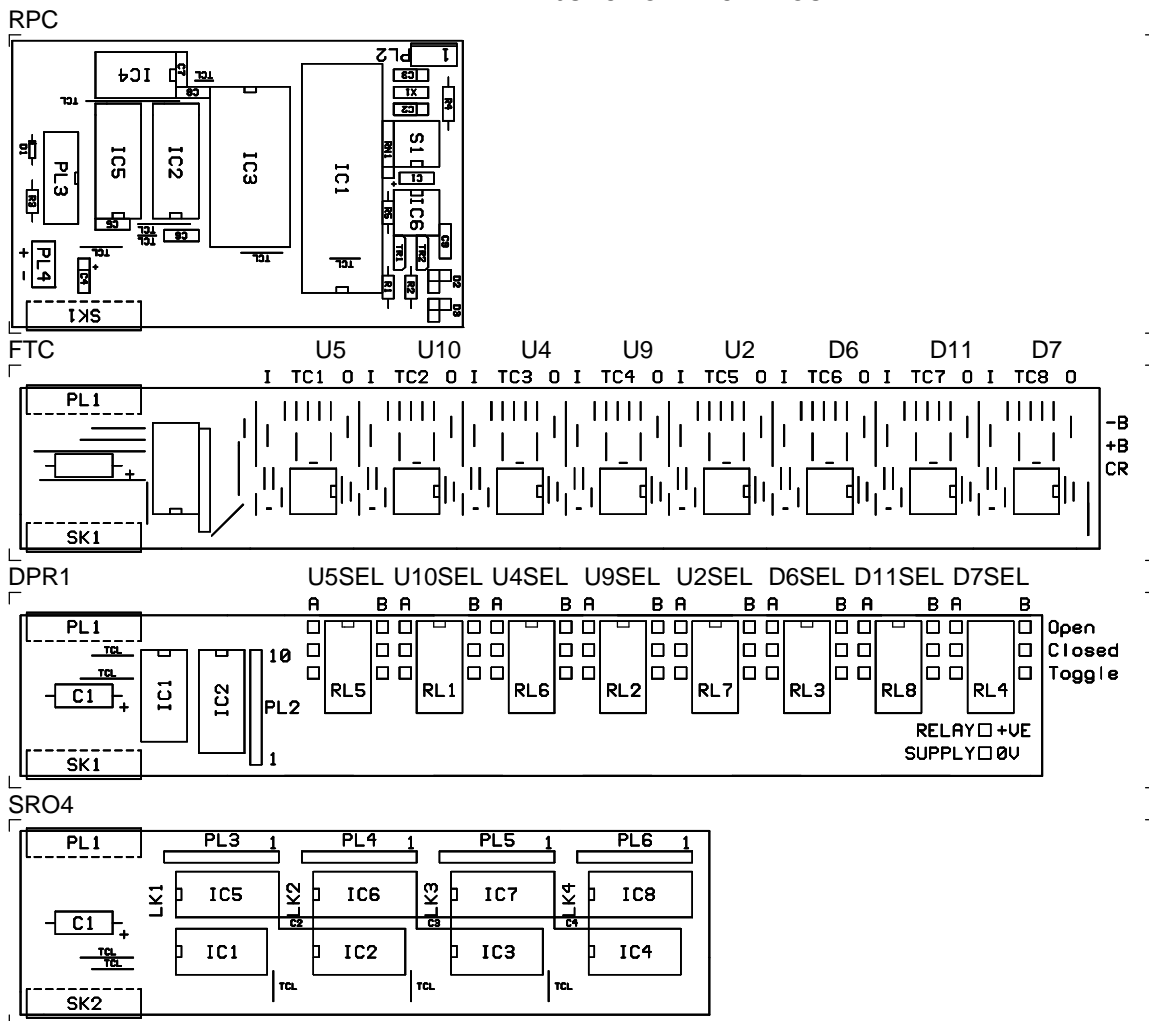 RPC
PL2 1
IC4 C7 TCL C8 TCL
C3 X1 C2 R4
D1 PL3 R3 IC5 IC2 IC3 IC1 RN1 S1
C1 R5 IC6 C9
C5 TCL TCL C6 TCL TCL TCL
+ - PL4 C4 + TR1 TR2 R1 R2 D2 D3
SK1
FTC U5 U10 U4 U9 U2 D6 D11 D7
I TC1 O I TC2 O I TC3 O I TC4 O I TC5 O I TC6 O I TC7 O I TC8 O
PL1
-B
+B
CR
+
SK1
DPR1 U5SEL U10SEL U4SEL U9SEL U2SEL D6SEL D11SEL D7SEL
A B A B A B A B A B A B A B A B
PL1 Open
TCL 10 Closed
TCL Toggle
C1 + IC1 IC2 PL2 RL5 RL1 RL6 RL2 RL7 RL3 RL8 RL4
RELAY +VE
SUPPLY 0V
SK1 1
SRO4
PL1 PL3 1 PL4 1 PL5 1 PL6 1
LK1 IC5 LK2 IC6 LK3 IC7 LK4 IC8
C1 + C2 C3 C4
TCL TCL IC1 IC2 IC3 IC4
TCL TCL TCL
SK2